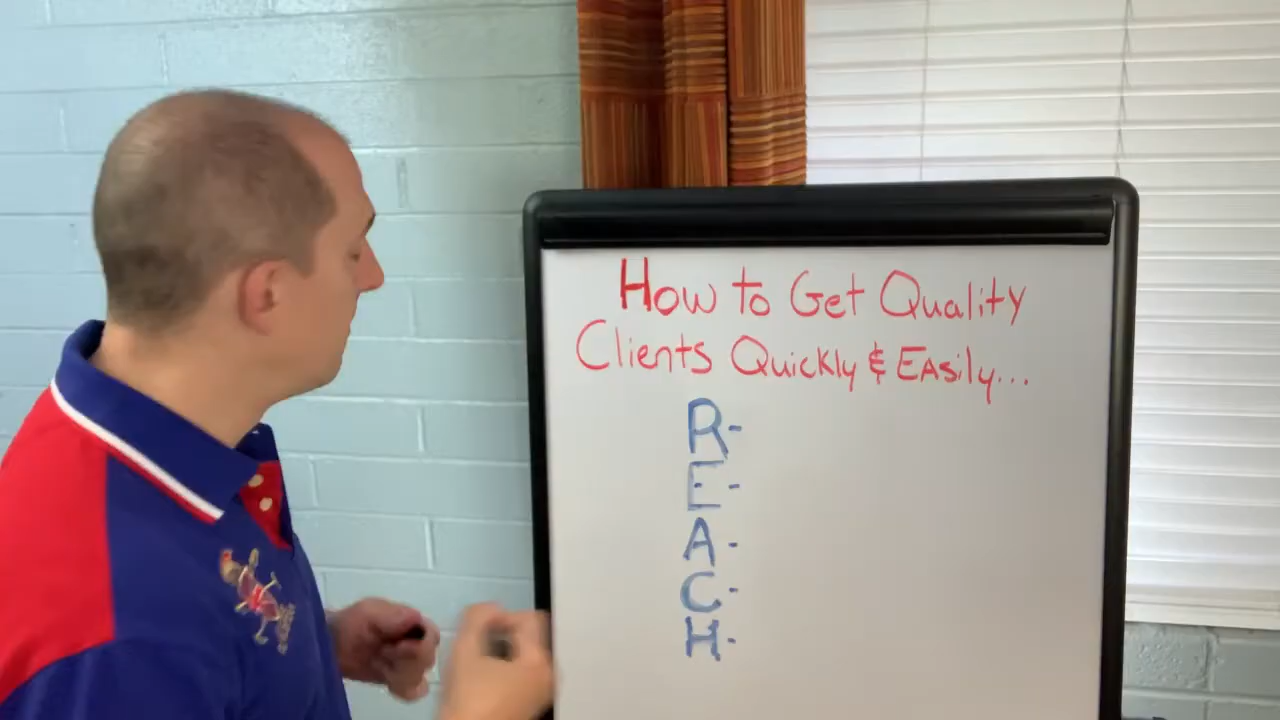 How to Get Quality
Clients Quickly & Easily...
R-
E-
A-
C-
H-